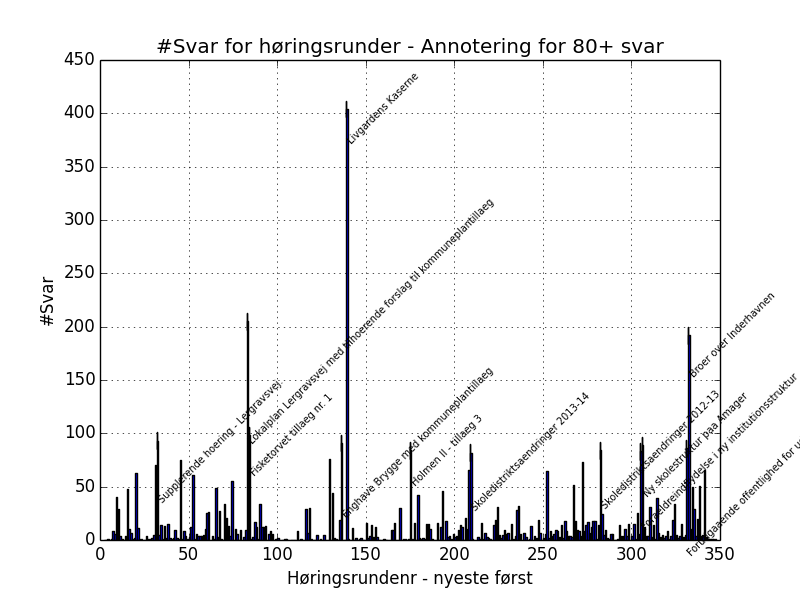 #Svar for høringsrunder - Annotering for 80+ svar
450
400
350
300
250
200
150
100
50
0
#Svar
Supplerende hoering - Lergravsvej.
Lokalplan Lergravsvej med tilhoerende forslag til kommuneplantillaeg
Fisketorvet tillaeg nr. 1
Livgardens Kaserne
Enghave Brygge med kommuneplantillaeg
Holmen II - tillaeg 3
Skoledistriktsaendringer 2013-14
Skoledistriktsaendringer 2012-13
Ny skolestruktur paa Amager
Foraeldreindflydelse i ny institutionsstruktur
Broer over Inderhavnen
Forudgaaende offentlighed for
0
50
100
150
200
250
300
350
Høringsrundenr - nyeste først